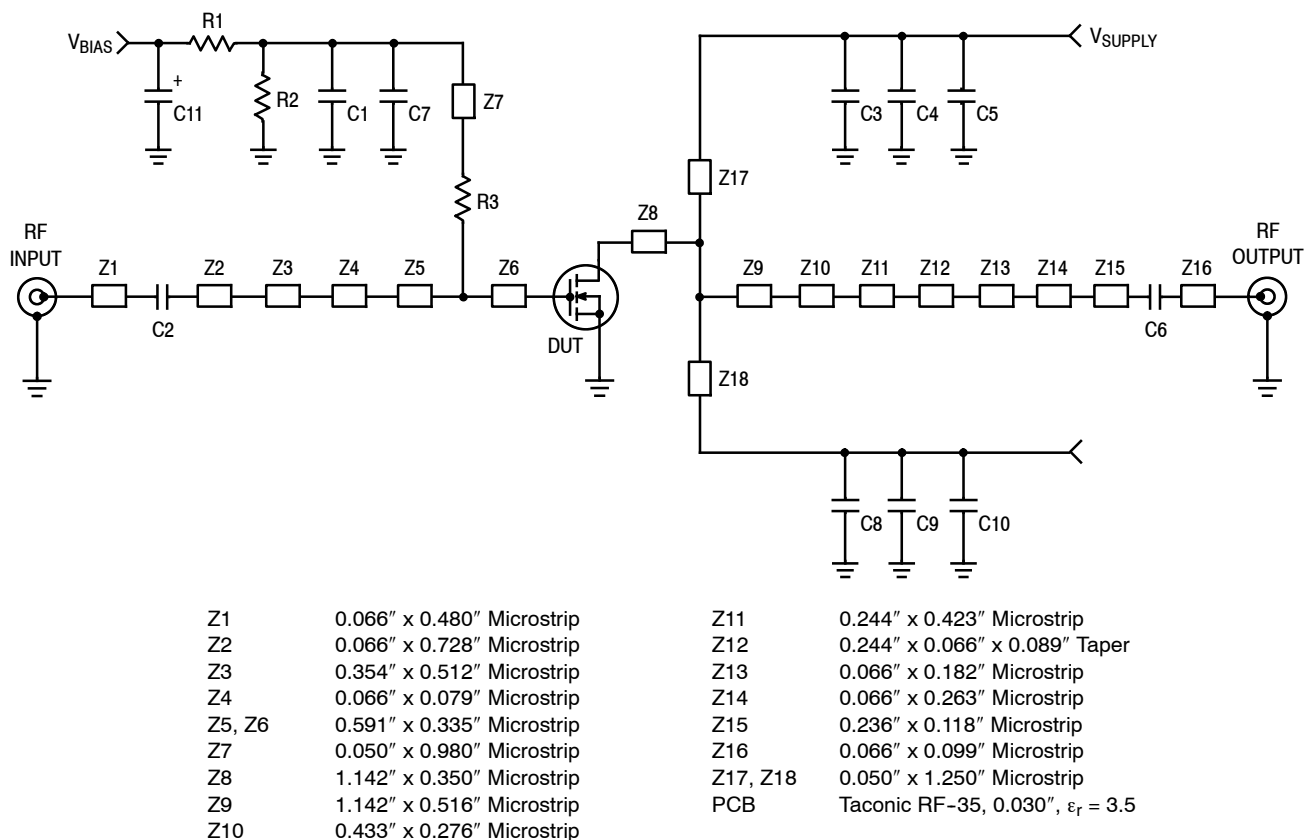 R1
VBIAS
VSUPPLY
+
C11
R2
C1
C7
Z7
C3
C4
C5
Z17
R3
Z8
RF
INPUT
RF
OUTPUT
Z1
Z2
Z3
Z4
Z5
Z6
Z9
Z10
Z11
Z12
Z13
Z14
Z15
Z16
C2
C6
DUT
Z18
C8
C9
C10
Z1 0.066″ x 0.480″ Microstrip
Z2 0.066″ x 0.728″ Microstrip
Z3 0.354″ x 0.512″ Microstrip
Z4 0.066″ x 0.079″ Microstrip
Z5, Z6 0.591″ x 0.335″ Microstrip
Z7 0.050″ x 0.980″ Microstrip
Z8 1.142″ x 0.350″ Microstrip
Z9 1.142″ x 0.516″ Microstrip
Z10 0.433″ x 0.276″ Microstrip
Z11 0.244″ x 0.423″ Microstrip
Z12 0.244″ x 0.066″ x 0.089″ Taper
Z13 0.066″ x 0.182″ Microstrip
Z14 0.066″ x 0.263″ Microstrip
Z15 0.236″ x 0.118″ Microstrip
Z16 0.066″ x 0.099″ Microstrip
Z17, Z18 0.050″ x 1.250″ Microstrip
PCB Taconic RF-35, 0.030″, εr = 3.5